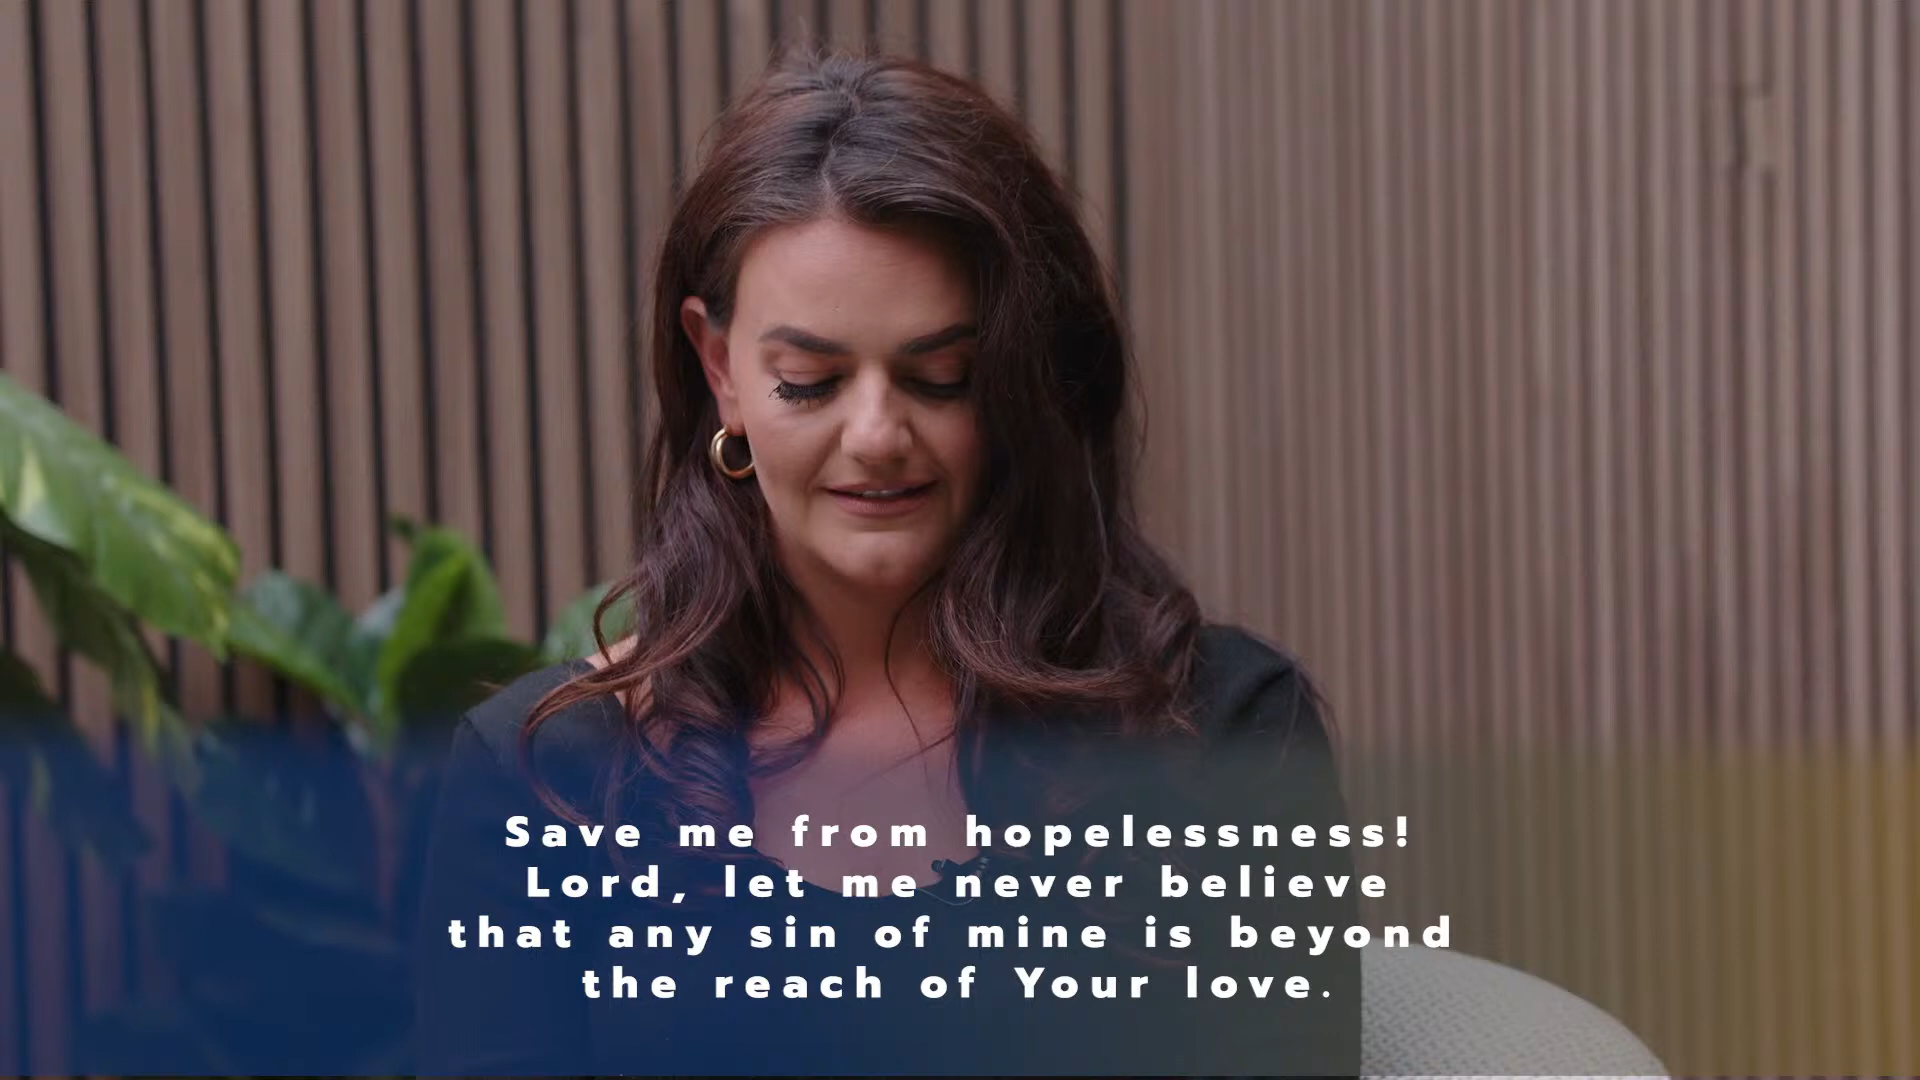 Save me from hopelessness!
Lord, let me never believe
that any sin of mine is beyond
the reach of Your love.